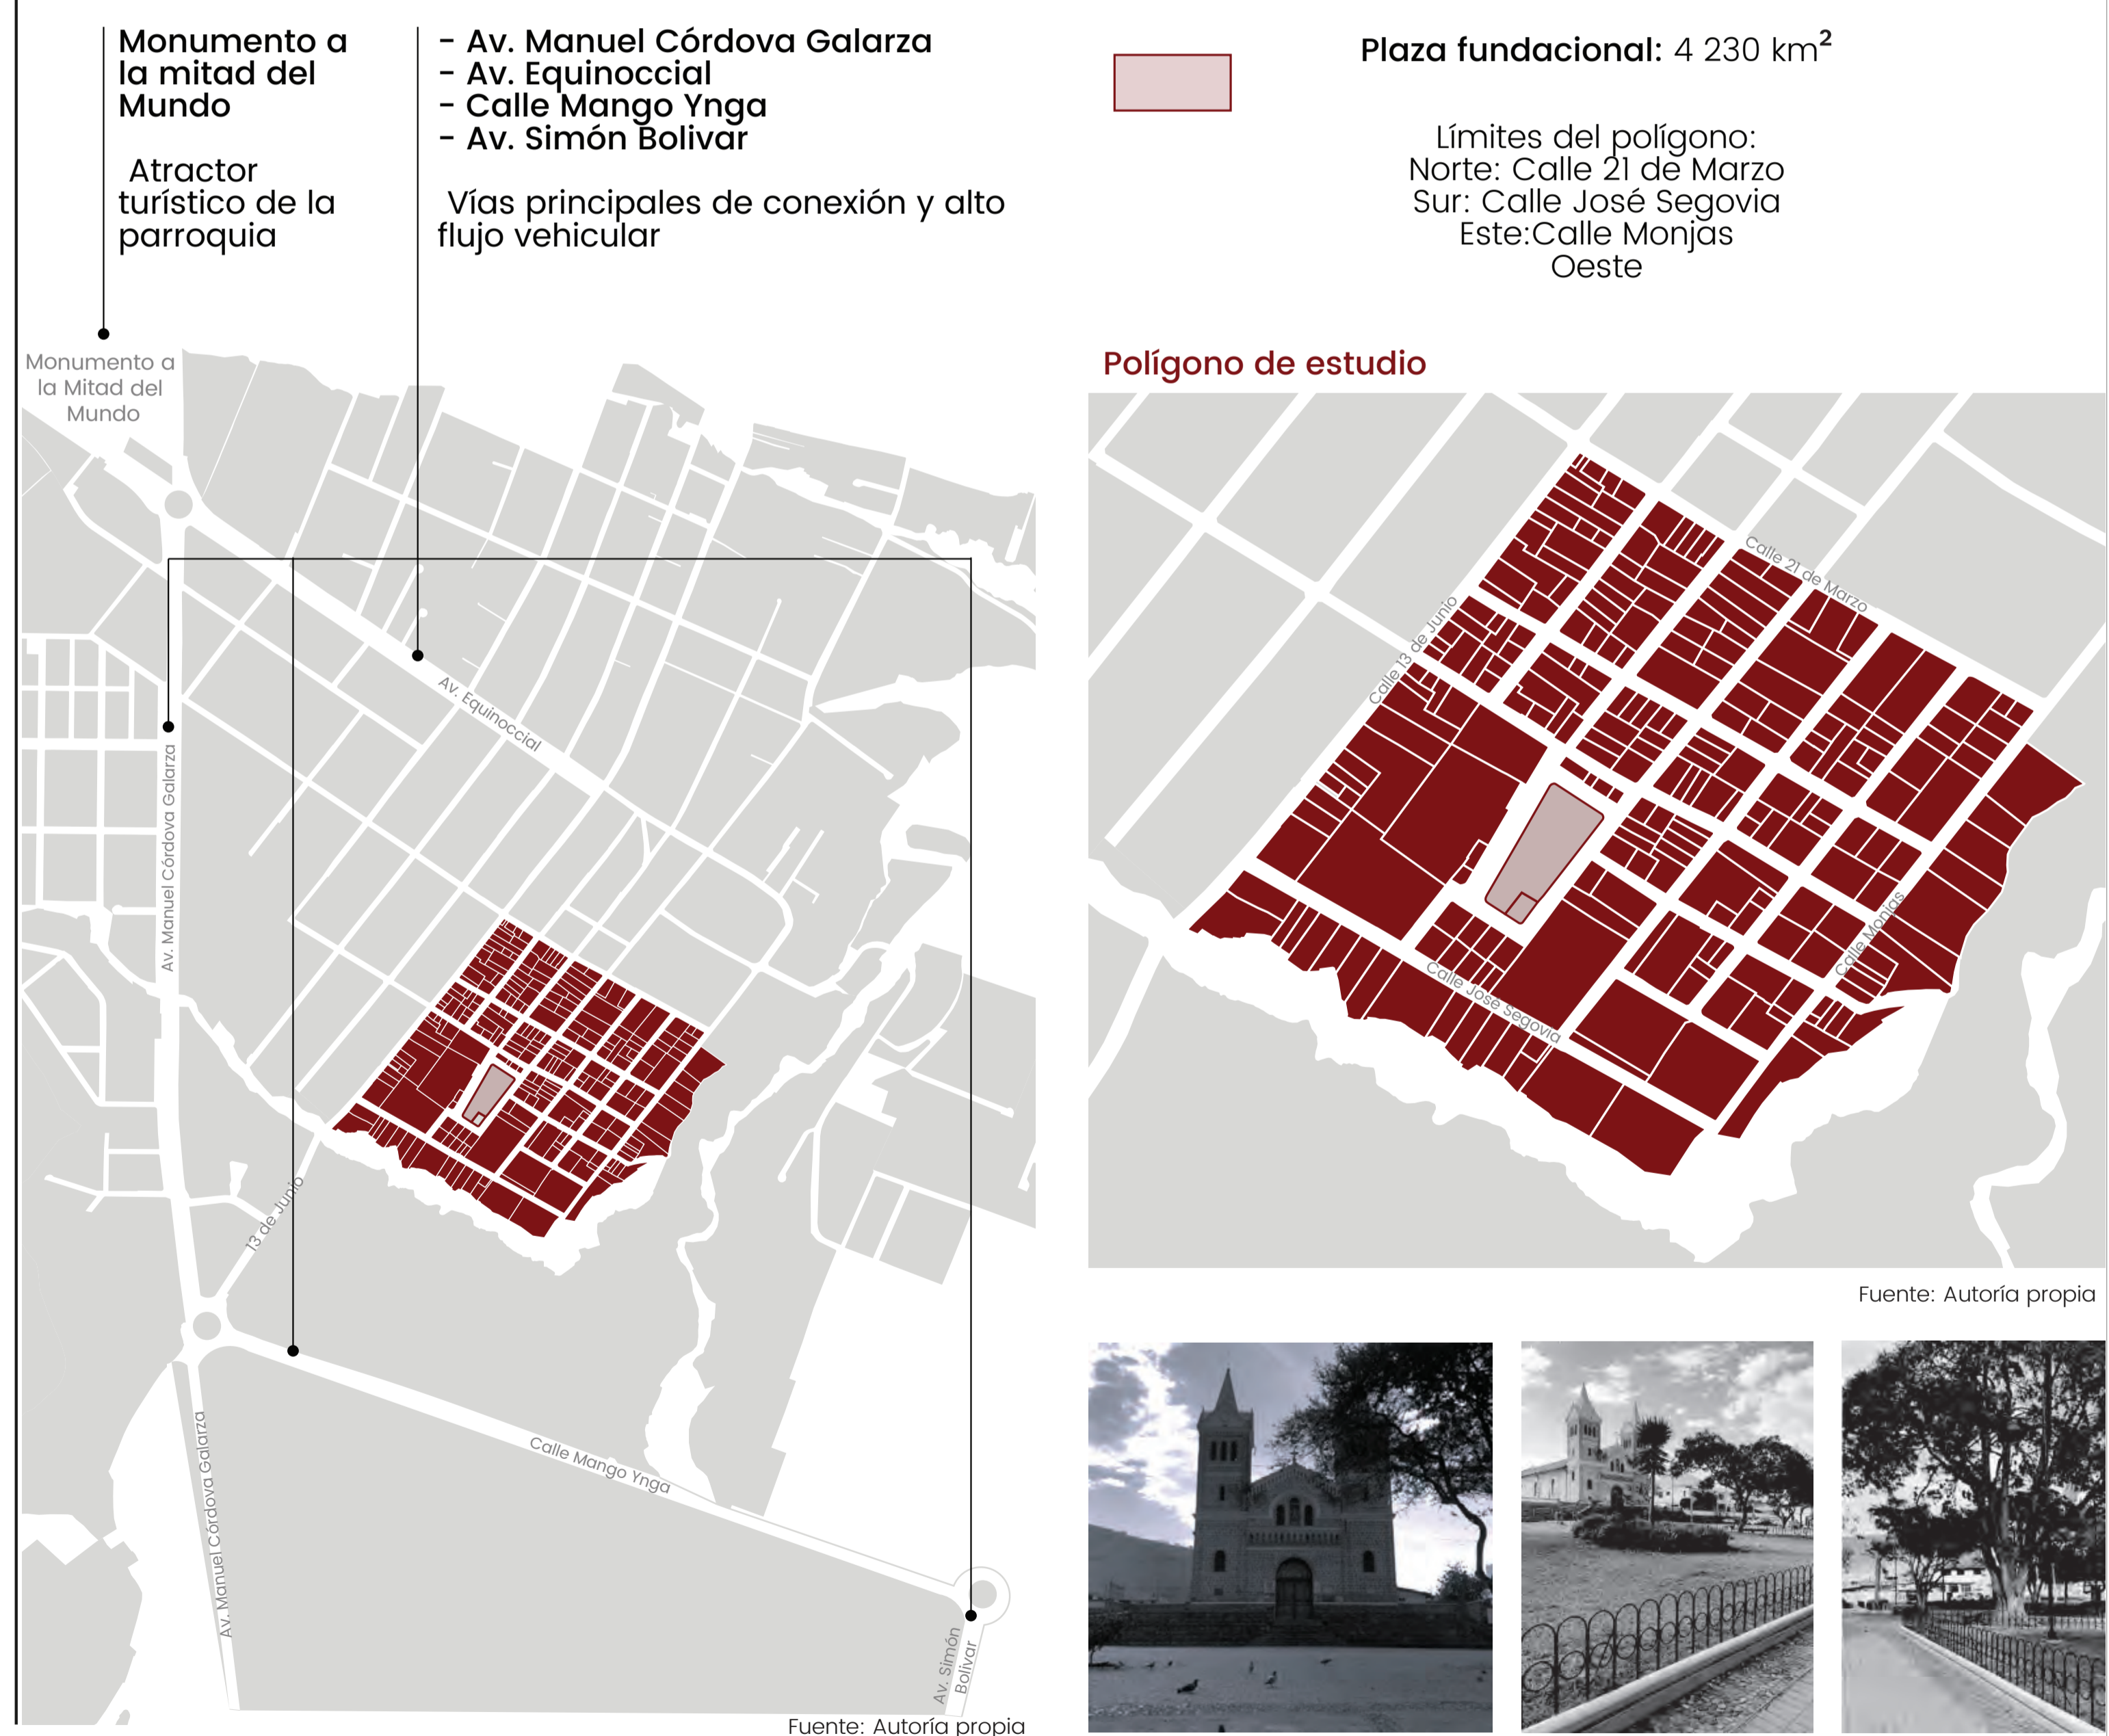 Monumento a
la mitad del
Mundo
Atractor
turístico de la
parroquia
- Av. Manuel Córdova Galarza
- Av. Equinoccial
- Calle Mango Ynga
- Av. Simón Bolivar
Vías principales de conexión y alto
flujo vehicular
Plaza fundacional: 4 230 km²
Límites del polígono:
Norte: Calle 21 de Marzo
Sur: Calle José Segovia
Este:Calle Monjas
Oeste
Monumento a
la Mitad del
Mundo
Av. Equinoccial
Av. Manuel Córdova Galarza
13 de Junio
Calle Mango Ynga
Av. Manuel Córdova Galarza
Av. Simón
Bolivar
Fuente: Autoría propia
Polígono de estudio
Calle 21 de Marzo
Calle 13 de Junio
Calle Monjas
Calle José Segovia
Fuente: Autoría propia